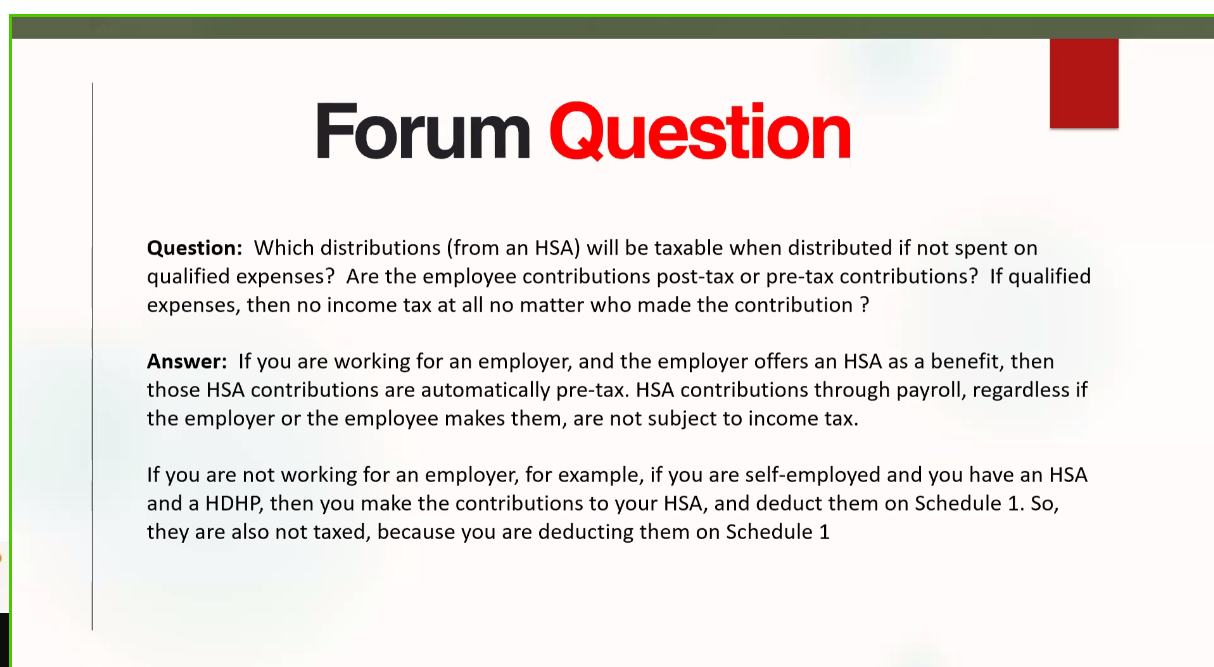 Forum Question
Question:  Which distributions (from an HSA) will be taxable when distributed if not spent on
qualified expenses?  Are the employee contributions post-tax or pre-tax contributions?  If qualified
expenses, then no income tax at all no matter who made the contribution ?
Answer:  If you are working for an employer, and the employer offers an HSA as a benefit, then
those HSA contributions are automatically pre-tax. HSA contributions through payroll, regardless if
the employer or the employee makes them, are not subject to income tax.
If you are not working for an employer, for example, if you are self-employed and you have an HSA
and a HDHP, then you make the contributions to your HSA, and deduct them on Schedule 1. So,
they are also not taxed, because you are deducting them on Schedule 1